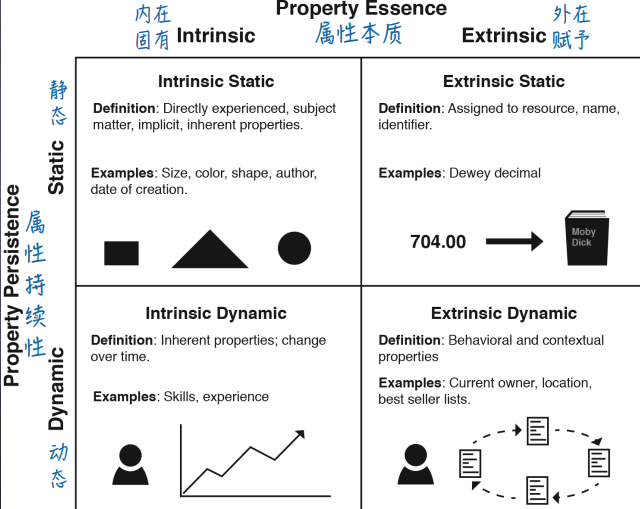 Property Essence
内在
固有
Intrinsic
属性本质
Extrinsic
外在
赋予
Property Persistence
属性持续性
静态
Static
Intrinsic Static
Definition: Directly experienced, subject
matter, implicit, inherent properties.
Examples: Size, color, shape, author,
date of creation.
Extrinsic Static
Definition: Assigned to resource, name,
identifier.
Examples: Dewey decimal
704.00
Moby
Dick
Dynamic
动态
Intrinsic Dynamic
Definition: Inherent properties; change
over time.
Examples: Skills, experience
Extrinsic Dynamic
Definition: Behavioral and contextual
properties
Examples: Current owner, location,
best seller lists.